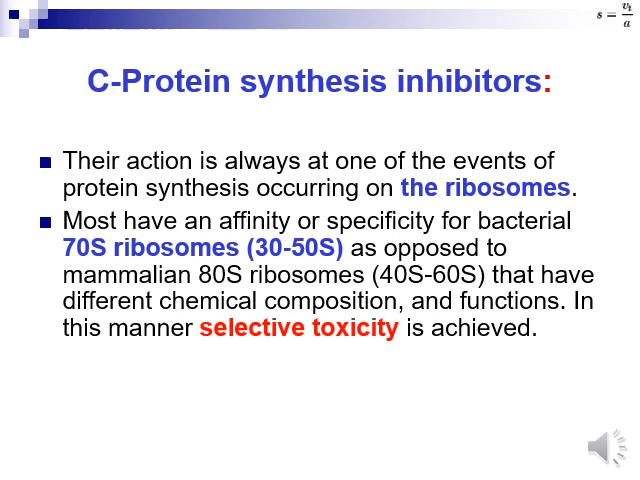 s = v₁/a
C-Protein synthesis inhibitors:
Their action is always at one of the events of
protein synthesis occurring on the ribosomes.
Most have an affinity or specificity for bacterial
70S ribosomes (30-50S) as opposed to
mammalian 80S ribosomes (40S-60S) that have
different chemical composition, and functions. In
this manner selective toxicity is achieved.